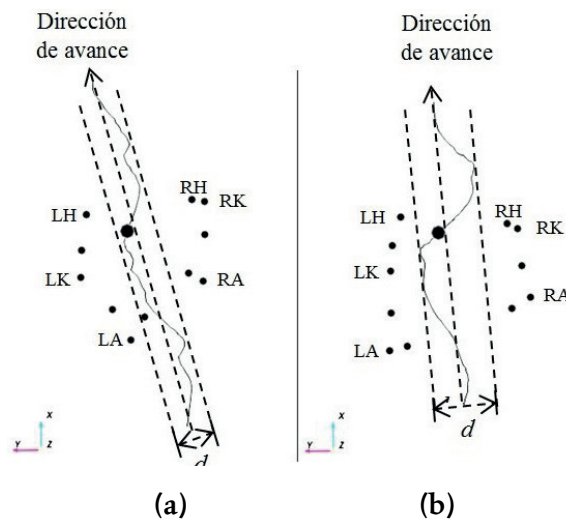 Dirección
de avance
LH
LK
LA
RH
RK
RA
X
Y
Z
d
(a)
Dirección
de avance
LH
LK
LA
RH
RK
RA
X
Y
Z
d
(b)